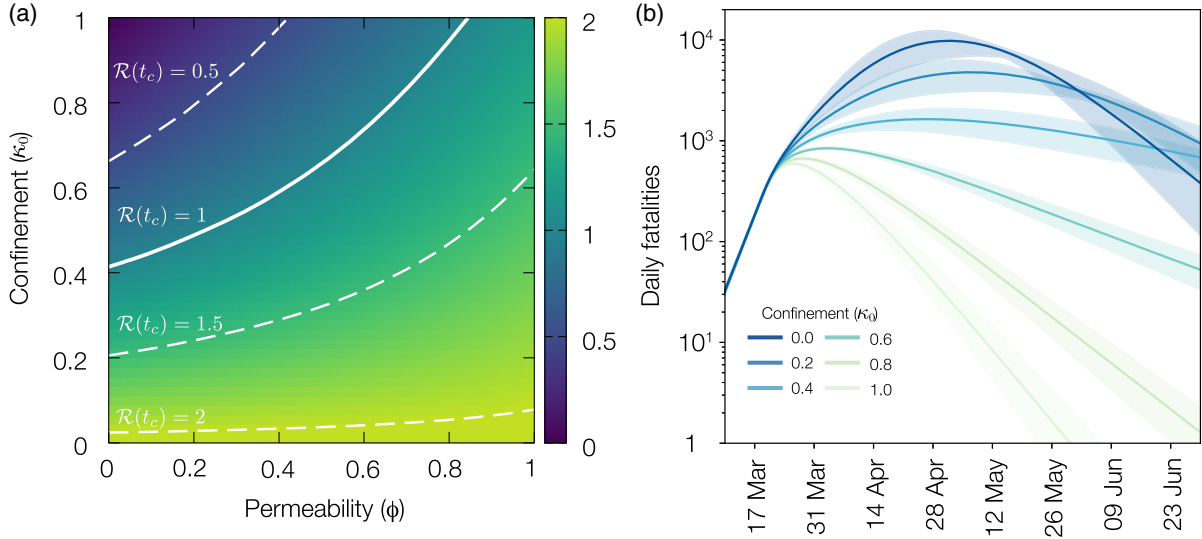 (a)
1
0.8
0.6
0.4
0.2
0
Confinement (κ₀)
R(t_c) = 0.5
R(t_c) = 1
R(t_c) = 1.5
R(t_c) = 2
0 0.2 0.4 0.6 0.8 1
Permeability (ϕ)
2
1.5
1
0.5
0
(b)
10⁴
10³
10²
10¹
1
Daily fatalities
Confinement (κ₀)
0.0 0.6
0.2 0.8
0.4 1.0
17 Mar
31 Mar
14 Apr
28 Apr
12 May
26 May
09 Jun
23 Jun